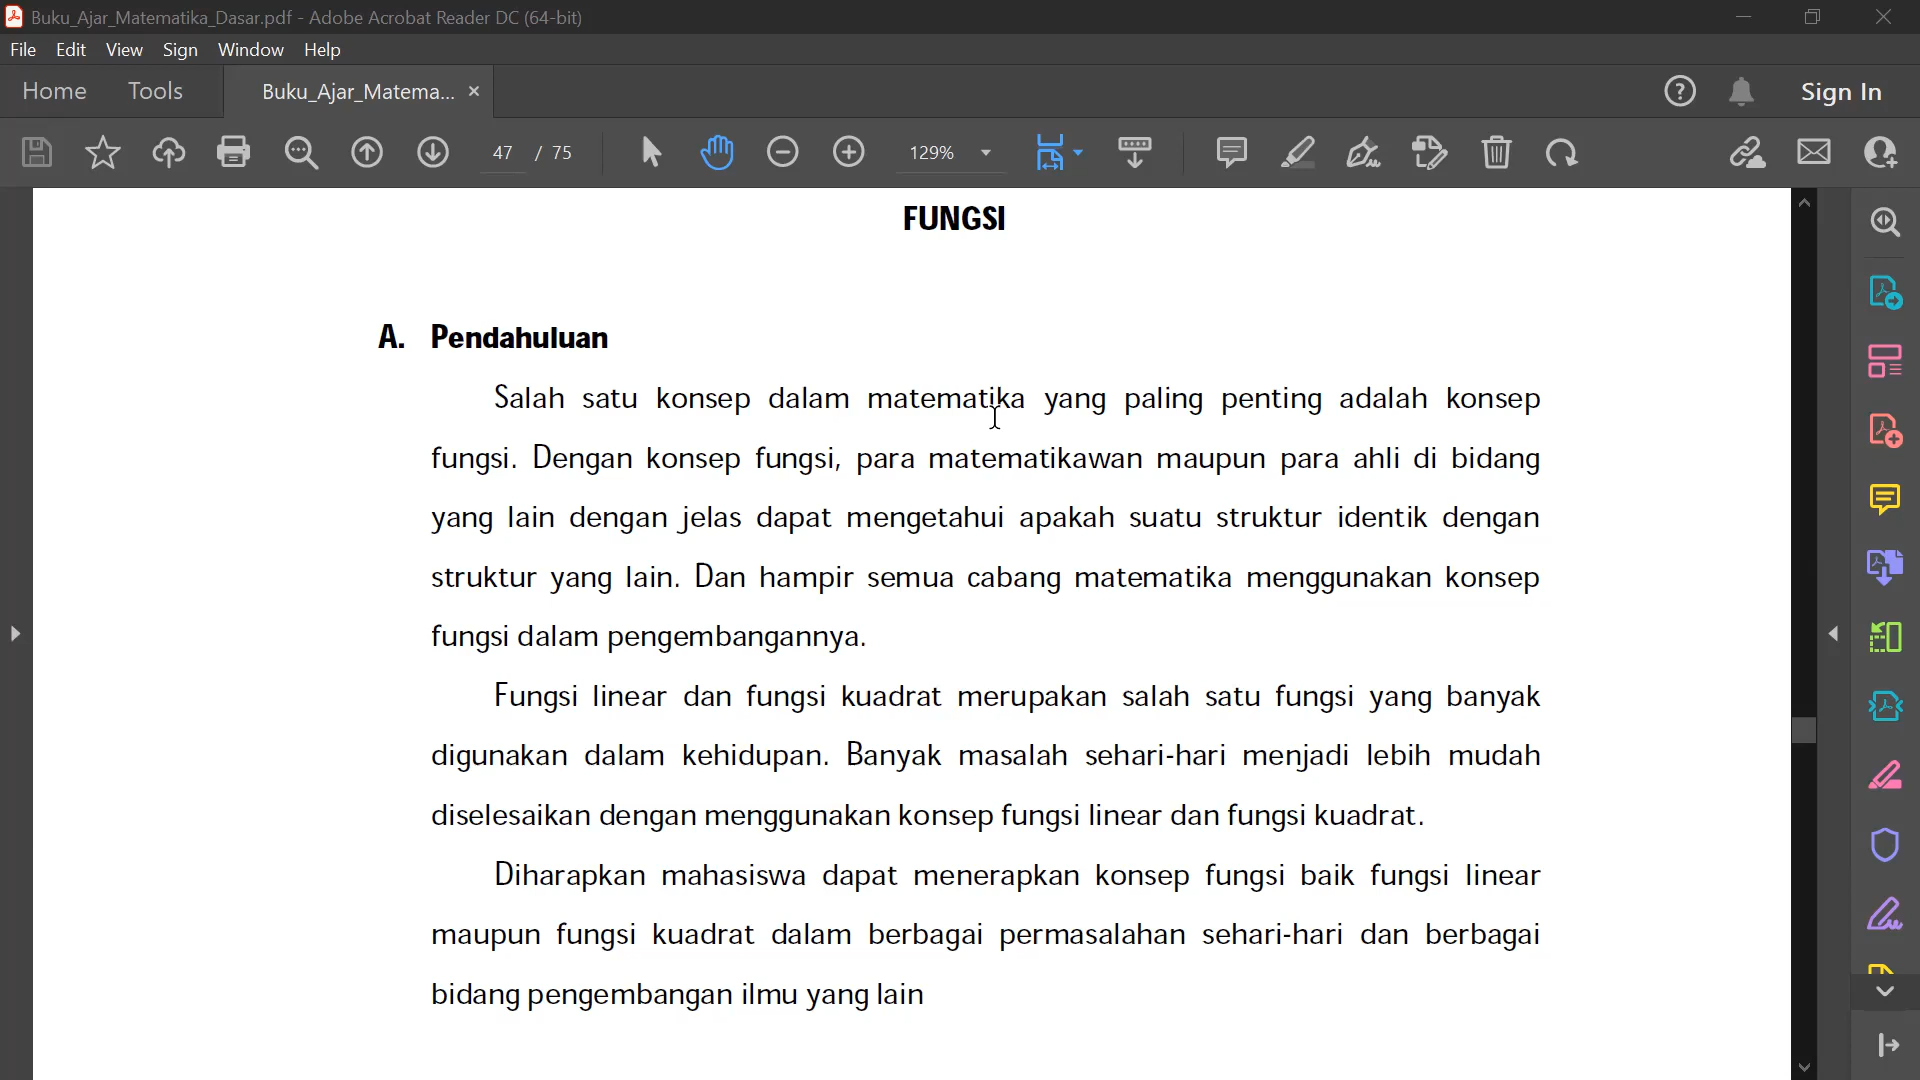 Buku_Ajar_Matematika_Dasar.pdf - Adobe Acrobat Reader DC (64-bit)
File Edit View Sign Window Help
Home Tools Buku_Ajar_Matema... × Sign In
47 / 75 129%
FUNGSI
A. Pendahuluan
Salah satu konsep dalam matematika yang paling penting adalah konsep
fungsi. Dengan konsep fungsi, para matematikawan maupun para ahli di bidang
yang lain dengan jelas dapat mengetahui apakah suatu struktur identik dengan
struktur yang lain. Dan hampir semua cabang matematika menggunakan konsep
fungsi dalam pengembangannya.
Fungsi linear dan fungsi kuadrat merupakan salah satu fungsi yang banyak
digunakan dalam kehidupan. Banyak masalah sehari-hari menjadi lebih mudah
diselesaikan dengan menggunakan konsep fungsi linear dan fungsi kuadrat.
Diharapkan mahasiswa dapat menerapkan konsep fungsi baik fungsi linear
maupun fungsi kuadrat dalam berbagai permasalahan sehari-hari dan berbagai
bidang pengembangan ilmu yang lain